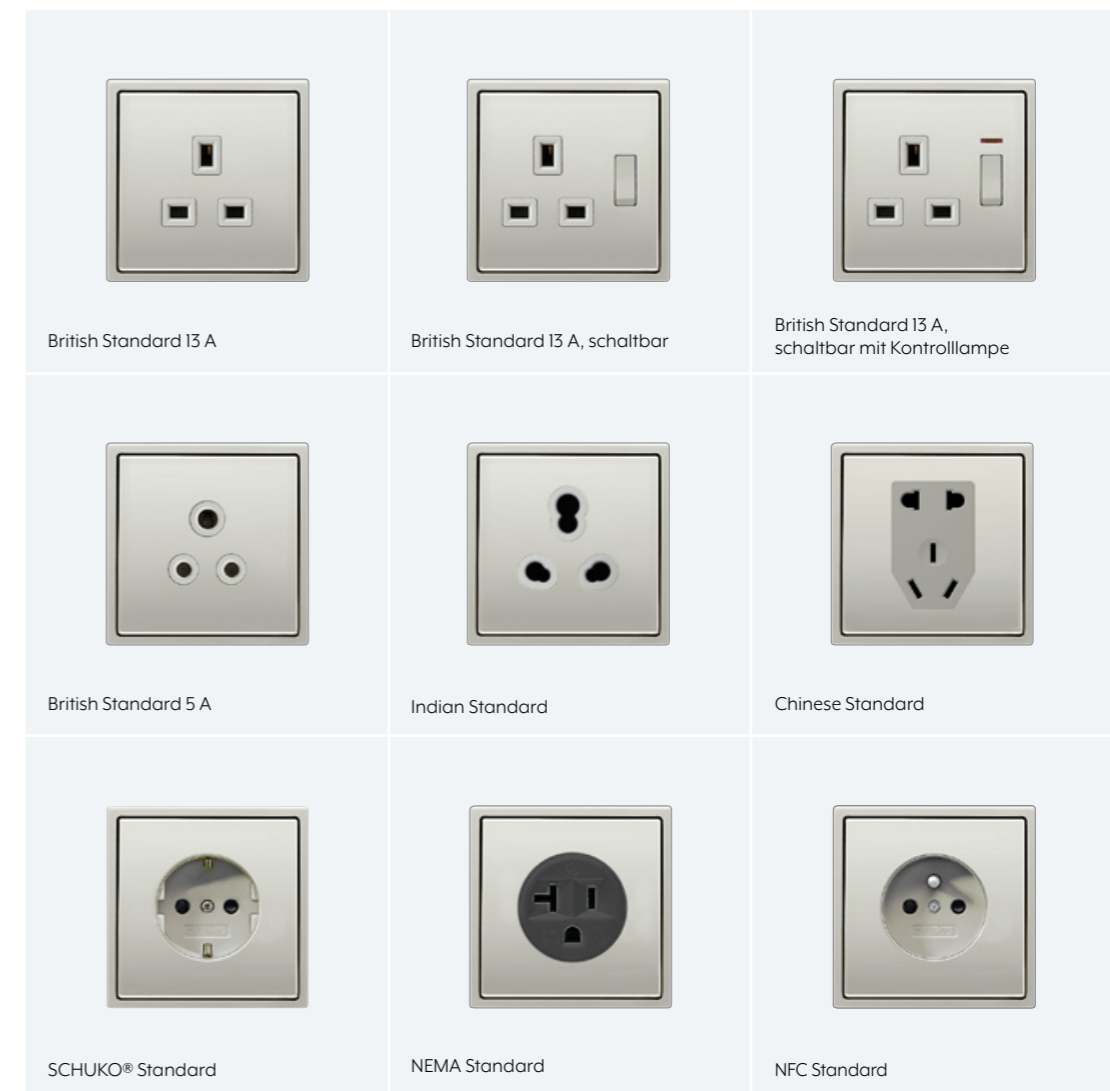 British Standard 13 A
British Standard 13 A, schaltbar
British Standard 13 A,
schaltbar mit Kontrolllampe
British Standard 5 A
Indian Standard
Chinese Standard
SCHUKO® Standard
NEMA Standard
NFC Standard